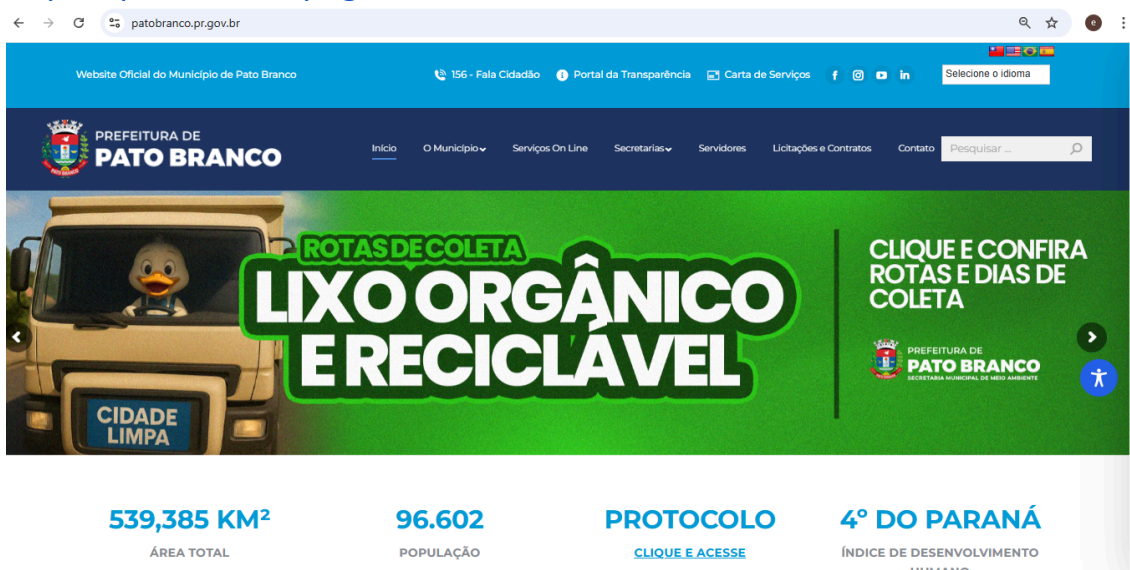 patobranco.pr.gov.br
e
Website Oficial do Município de Pato Branco
156 - Fala Cidadão
Portal da Transparência
Carta de Serviços
Selecione o idioma
PREFEITURA DE
PATO BRANCO
Início
O Município
Serviços On Line
Secretarias
Servidores
Licitações e Contratos
Contato
Pesquisar ...
ROTAS DE COLETA
LIXO ORGÂNICO
E RECICLÁVEL
CIDADE
LIMPA
CLIQUE E CONFIRA
ROTAS E DIAS DE
COLETA
PREFEITURA DE
PATO BRANCO
SECRETARIA MUNICIPAL DE MEIO AMBIENTE
539,385 KM²
ÁREA TOTAL
96.602
POPULAÇÃO
PROTOCOLO
CLIQUE E ACESSE
4º DO PARANÁ
ÍNDICE DE DESENVOLVIMENTO